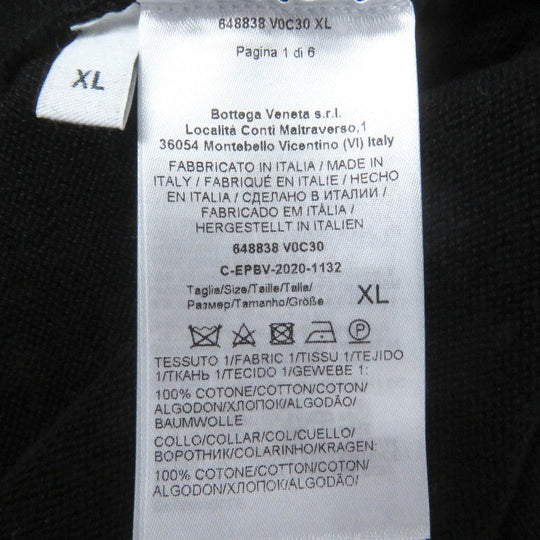 XL
648838 V0C30 XL
Pagina 1 di 6
Bottega Veneta s.r.l.
Località Conti Maltraverso,1
36054 Montebello Vicentino (VI) Italy
FABBRICATO IN ITALIA / MADE IN
ITALY / FABRIQUÉ EN ITALIE / HECHO
EN ITALIA / СДЕЛАНО В ИТАЛИИ /
FABRICADO EM ITÁLIA /
HERGESTELLT IN ITALIEN
648838 V0C30
C-EPBV-2020-1132
Taglia/Size/Taille/Talla/
Размер/Tamanho/Größe XL
TESSUTO 1/FABRIC 1/TISSU 1/TEJIDO
1/ТКАНЬ 1/TECIDO 1/GEWEBE 1:
100% COTONE/COTTON/COTON/
ALGODON/ХЛОПОК/ALGODÃO/
BAUMWOLLE
COLLO/COLLAR/COL/CUELLO/
ВОРОТНИК/COLARINHO/KRAGEN:
100% COTONE/COTTON/COTON/
ALGODON/ХЛОПОК/ALGODÃO/